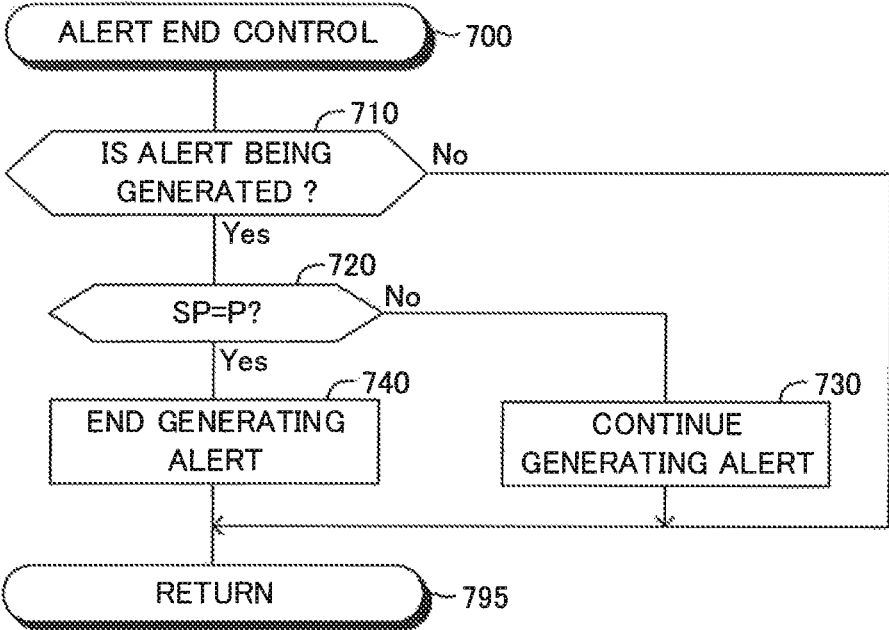 ALERT END CONTROL
700
710
IS ALERT BEING
GENERATED ?
No
Yes
720
SP=P?
No
Yes
740
END GENERATING
ALERT
730
CONTINUE
GENERATING ALERT
RETURN
795